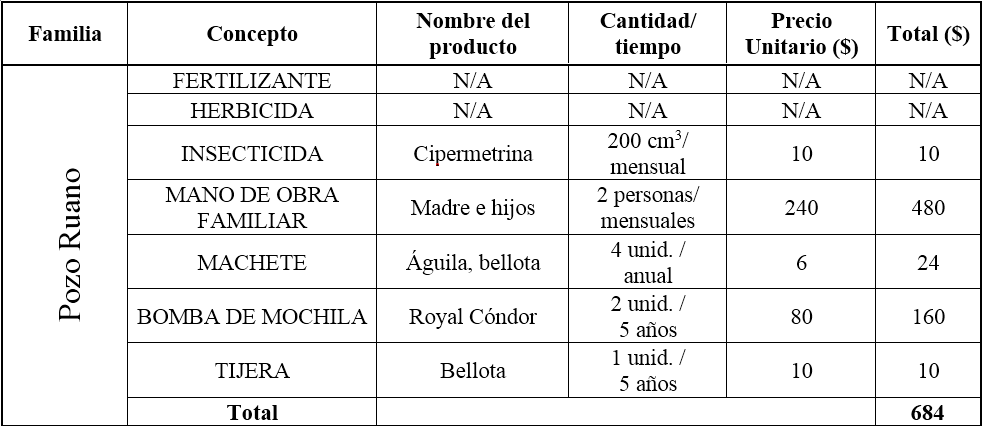 Familia Concepto Nombre del producto Cantidad/ tiempo Precio Unitario ($) Total ($)
Pozo Ruano
FERTILIZANTE N/A N/A N/A N/A
HERBICIDA N/A N/A N/A N/A
INSECTICIDA Cipermetrina 200 cm³/ mensual 10 10
MANO DE OBRA FAMILIAR Madre e hijos 2 personas/ mensuales 240 480
MACHETE Águila, bellota 4 unid. / anual 6 24
BOMBA DE MOCHILA Royal Cóndor 2 unid. / 5 años 80 160
TIJERA Bellota 1 unid. / 5 años 10 10
Total 684